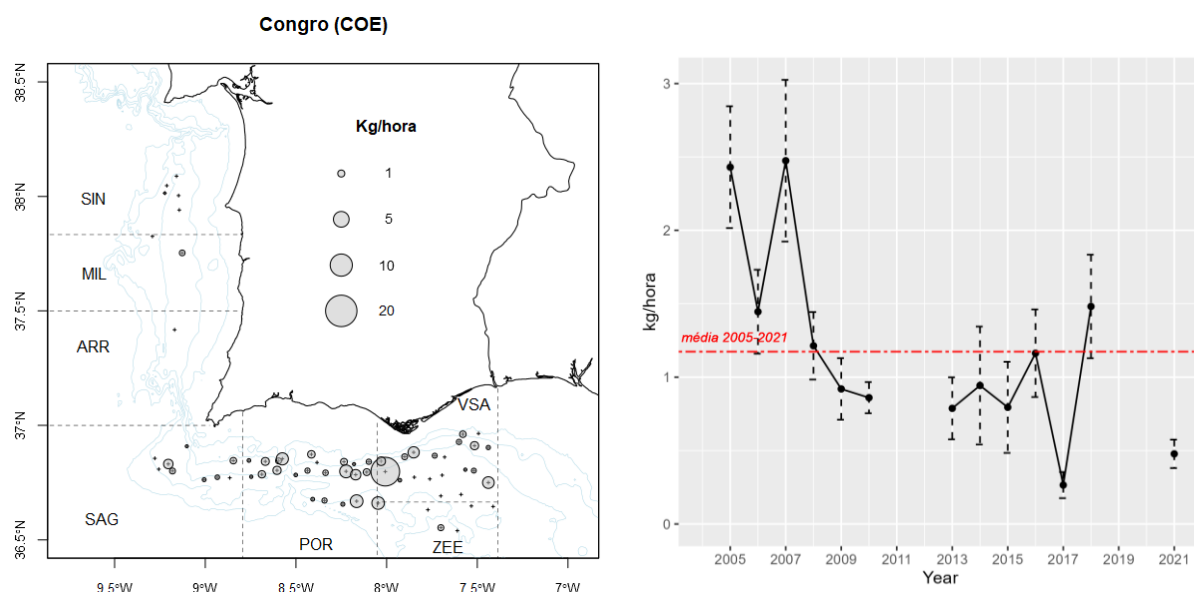 Congro (COE)
38.5°N
38°N
37.5°N
37°N
36.5°N
Kg/hora
1
5
10
20
SIN
MIL
ARR
VSA
SAG
POR
ZEE
9.5°W
9°W
8.5°W
8°W
7.5°W
7°W
kg/hora
3
2
1
0
média 2005-2021
2005
2007
2009
2011
2013
2015
2017
2019
2021
Year